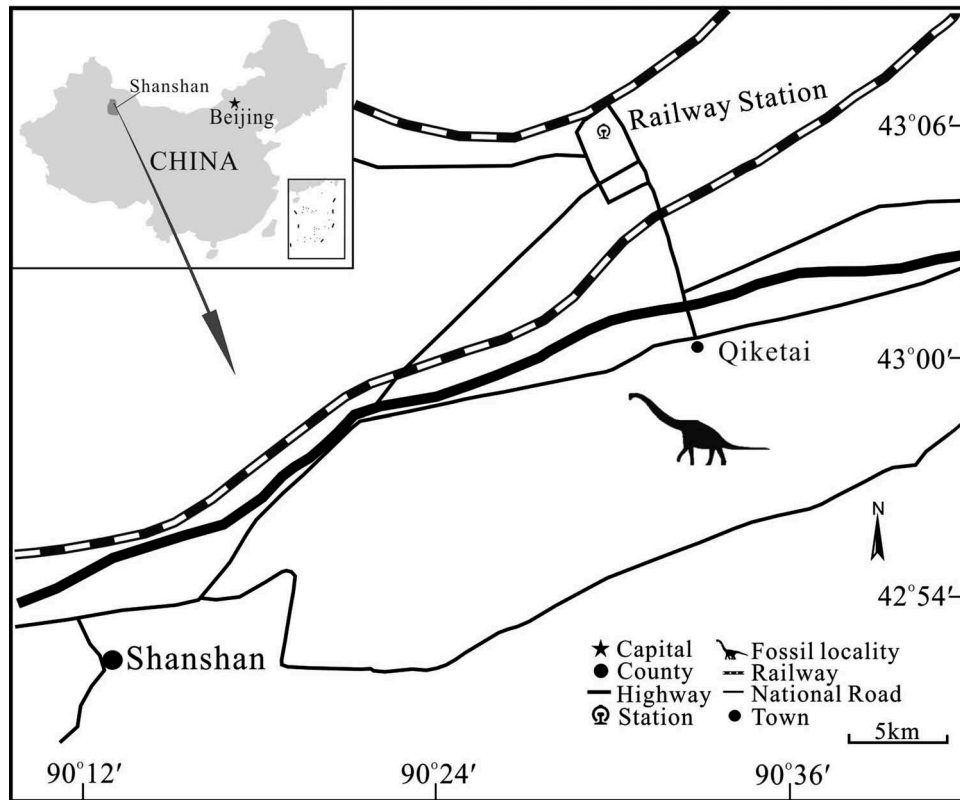 Shanshan
Beijing
CHINA
Railway Station
43°06′
Qiketai
43°00′
N
42°54′
Shanshan
Capital
Fossil locality
County
Railway
Highway
National Road
Station
Town
5km
90°12′
90°24′
90°36′